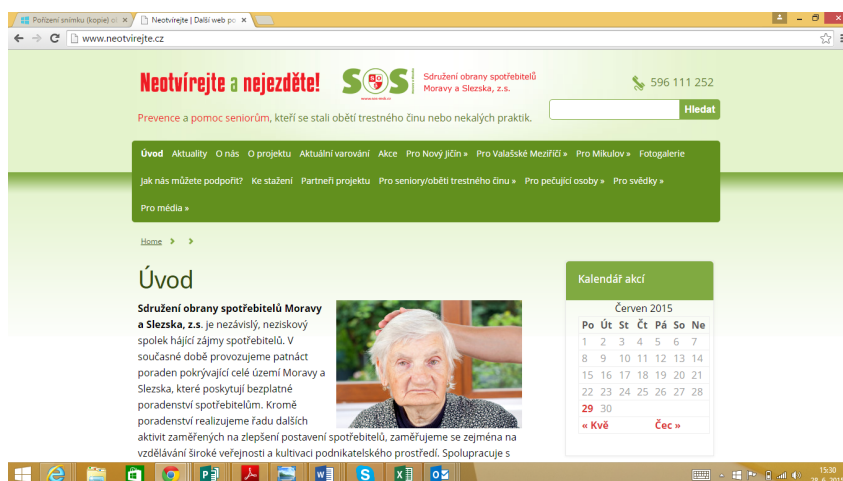 Pořízení snímku (kopie) o
Neotvírejte | Další web po
www.neotvirejte.cz
Neotvírejte a nejezděte!
SOS
Sdružení obrany spotřebitelů
Moravy a Slezska, z.s.
596 111 252
Hledat
Prevence a pomoc seniorům, kteří se stali obětí trestného činu nebo nekalých praktik.
Úvod Aktuality O nás O projektu Aktuální varování Akce Pro Nový Jičín » Pro Valašské Meziříčí » Pro Mikulov » Fotogalerie
Jak nás můžete podpořit? Ke stažení Partneři projektu Pro seniory/oběti trestného činu » Pro pečující osoby » Pro svědky »
Pro média »
Home
Úvod
Sdružení obrany spotřebitelů Moravy
a Slezska, z.s. je nezávislý, neziskový
spolek hájící zájmy spotřebitelů. V
současné době provozujeme patnáct
poraden pokrývající celé území Moravy a
Slezska, které poskytují bezplatné
poradenství spotřebitelům. Kromě
poradenství realizujeme řadu dalších
aktivit zaměřených na zlepšení postavení spotřebitelů, zaměřujeme se zejména na
vzdělávání široké veřejnosti a kultivaci podnikatelského prostředí. Spolupracuje s
Kalendář akcí
Červen 2015
Po Út St Čt Pá So Ne
1 2 3 4 5 6 7
8 9 10 11 12 13 14
15 16 17 18 19 20 21
22 23 24 25 26 27 28
29 30
« Kvě Čec »
15:30
29. 6. 2015